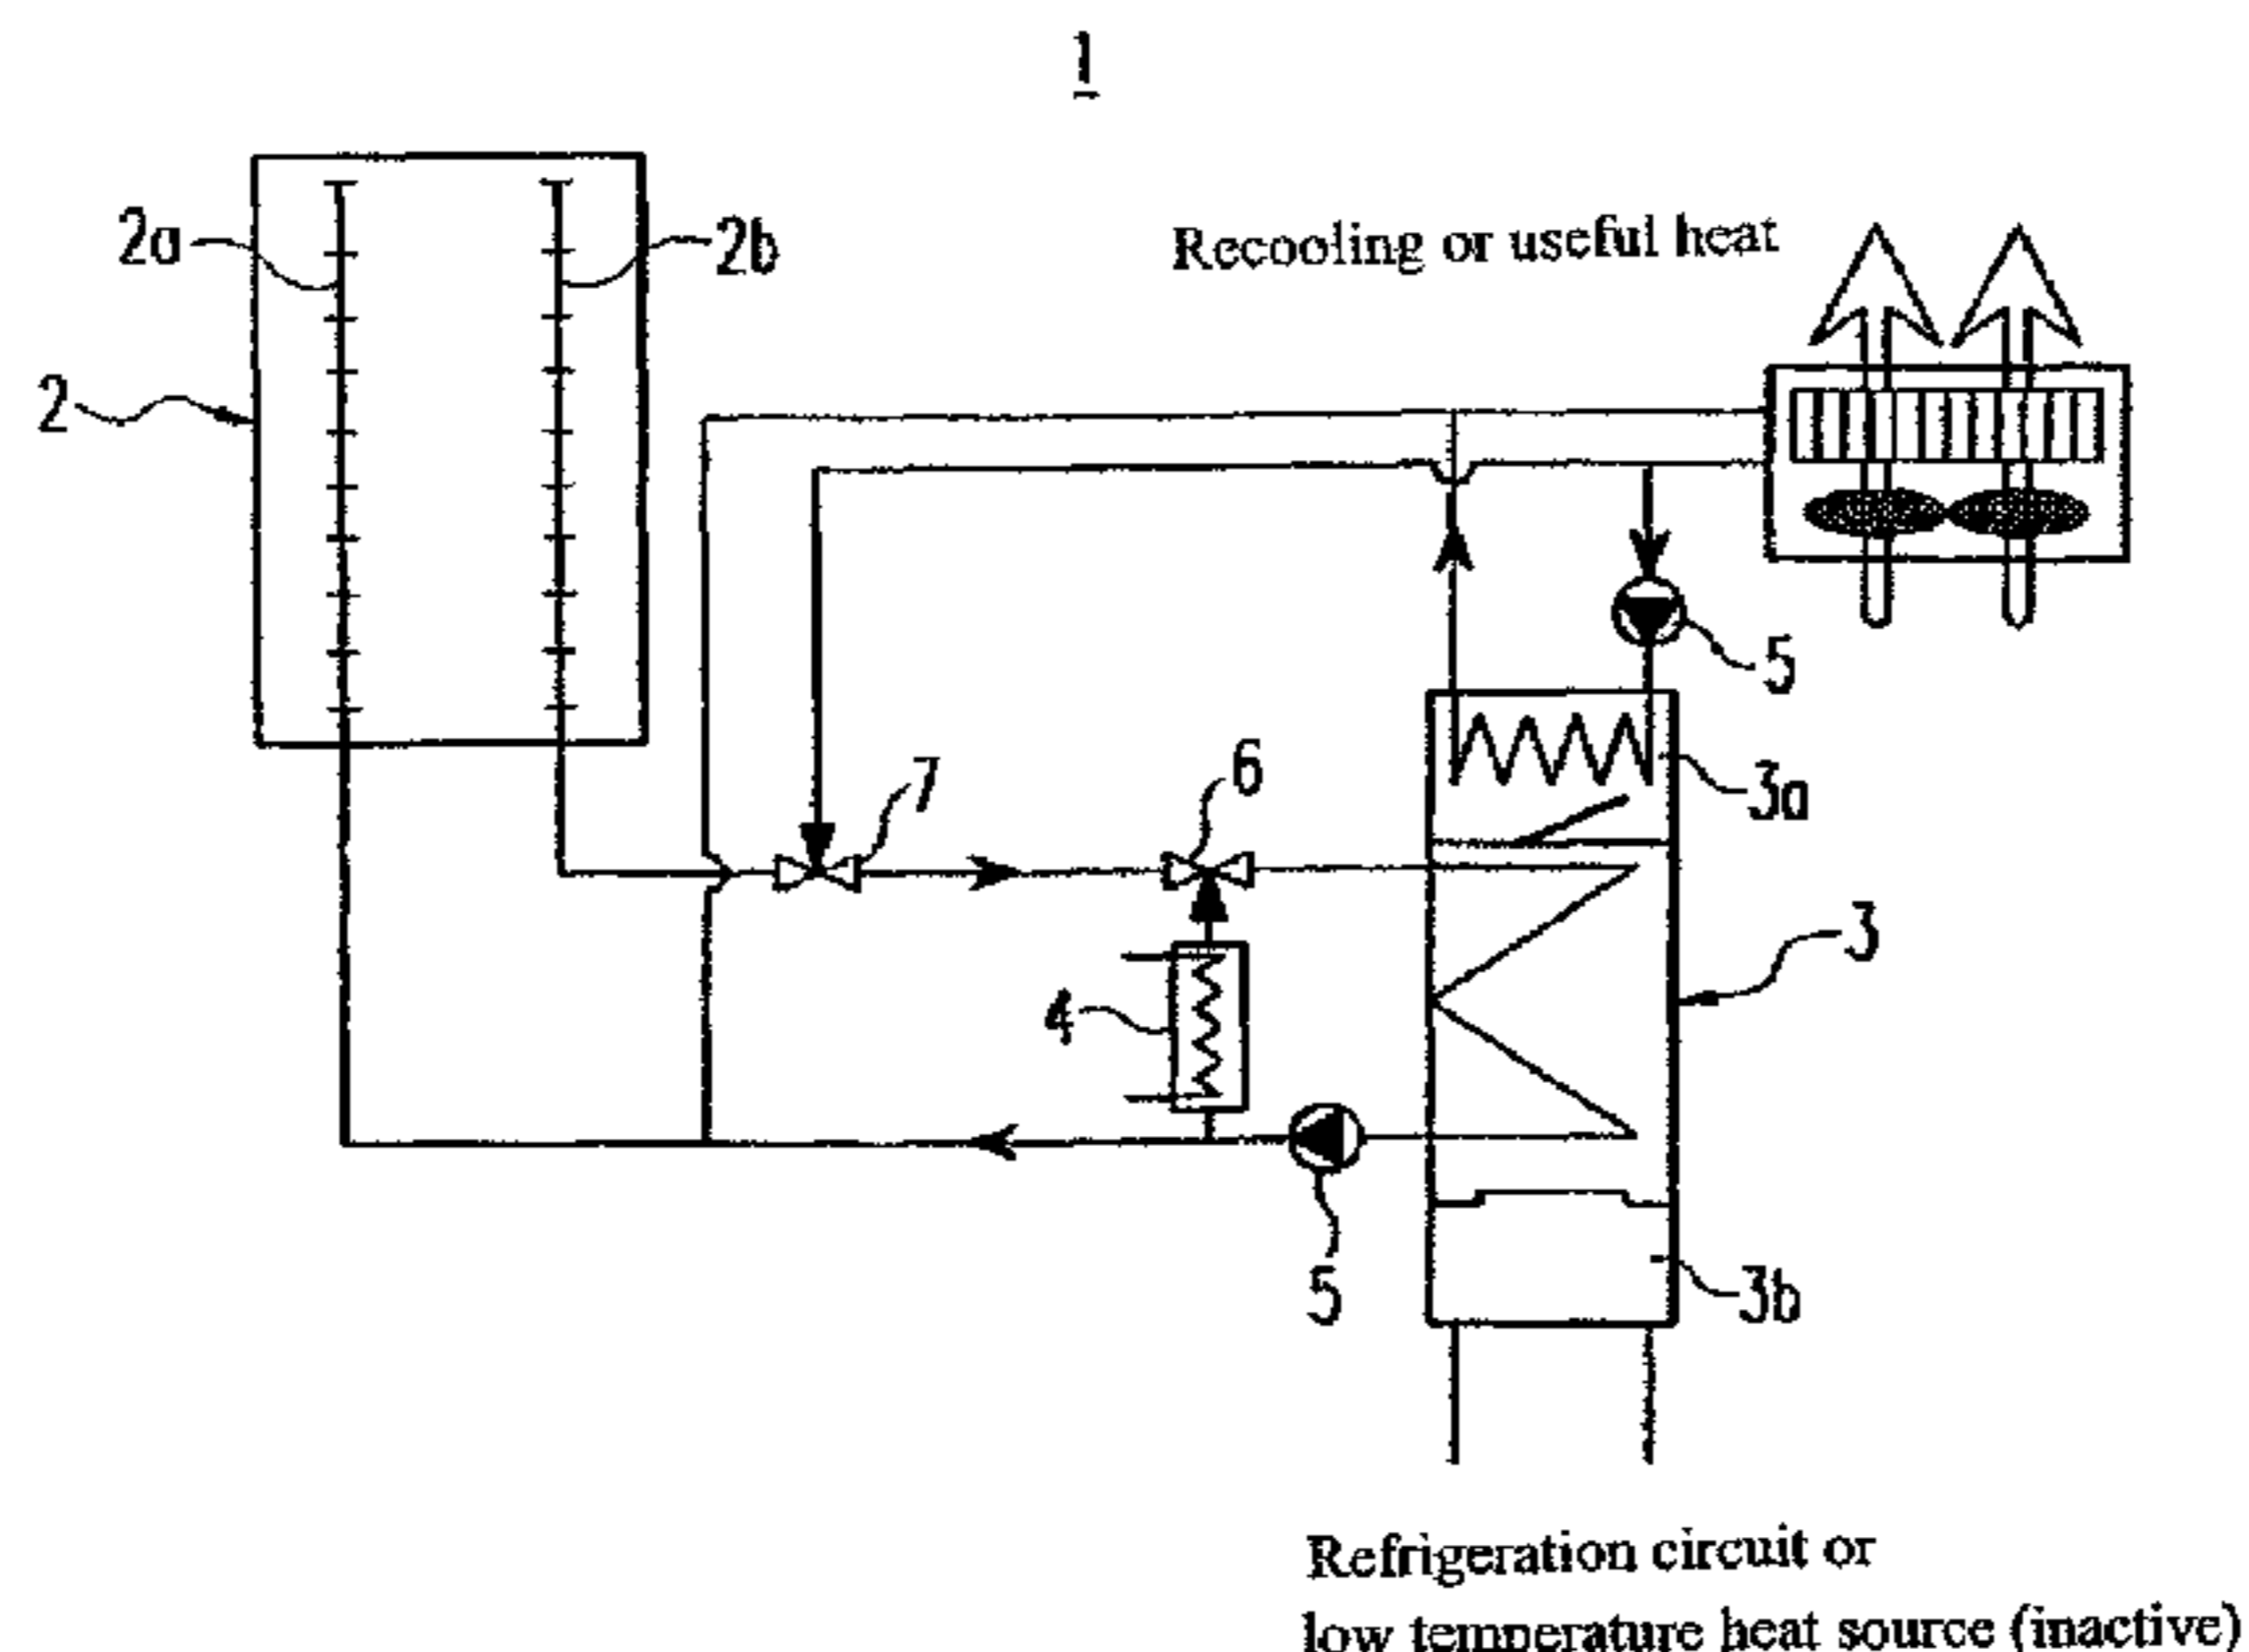 1
2a
2b
Recooling or useful heat
2
5
6
7
3a
3
4
5
3b
Refrigeration circuit or
low temperature heat source (inactive)